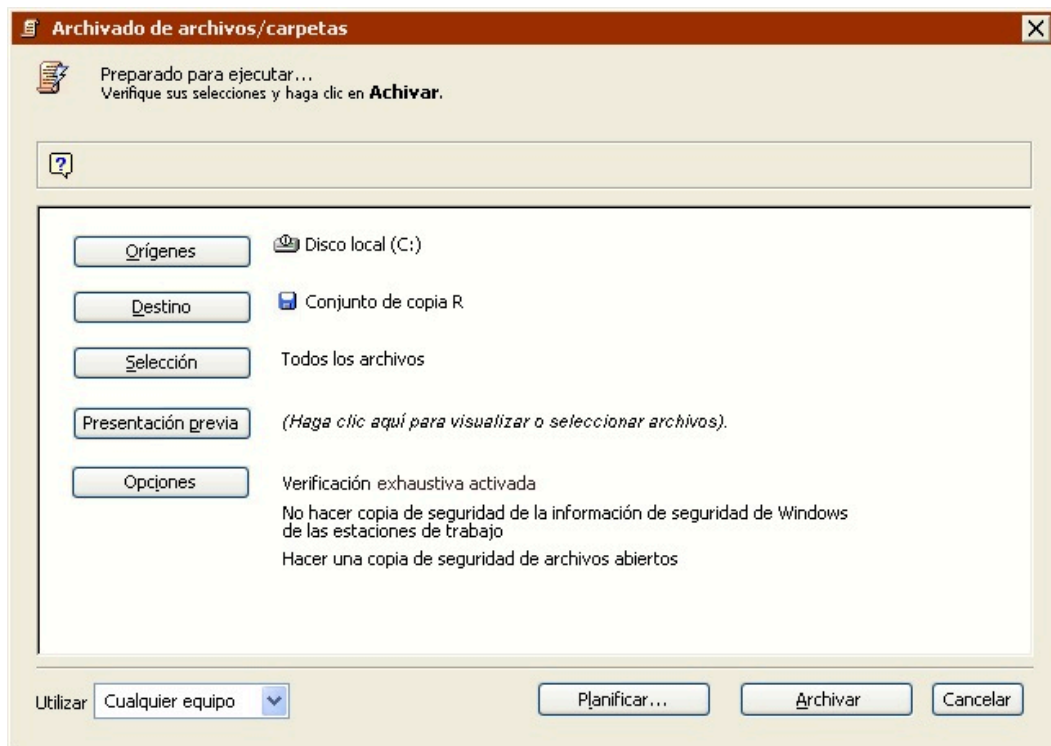 Archivado de archivos/carpetas
Preparado para ejecutar...
Verifique sus selecciones y haga clic en Achivar.
Orígenes
Disco local (C:)
Destino
Conjunto de copia R
Selección
Todos los archivos
Presentación previa
(Haga clic aquí para visualizar o seleccionar archivos).
Opciones
Verificación exhaustiva activada
No hacer copia de seguridad de la información de seguridad de Windows
de las estaciones de trabajo
Hacer una copia de seguridad de archivos abiertos
Utilizar
Cualquier equipo
Planificar...
Archivar
Cancelar